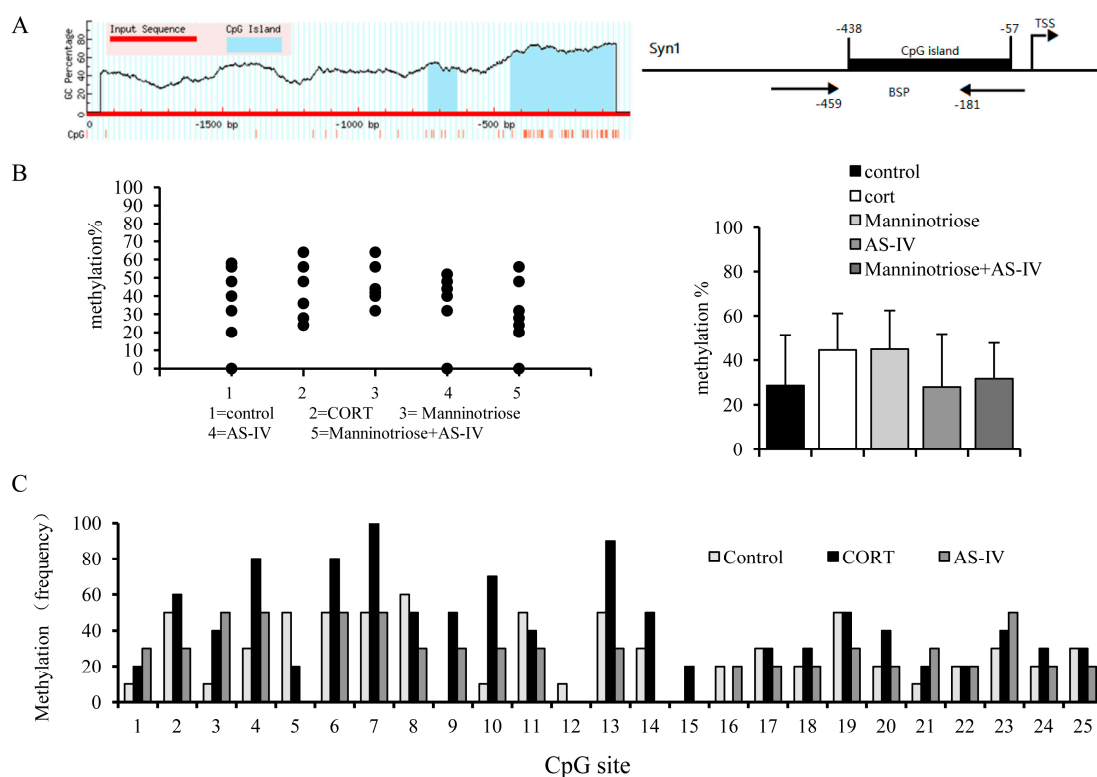 A
Input Sequence
CpG Island
GC Percentage
80
60
40
20
0
0
-1500 bp
-1000 bp
-500 bp
CpG
Syn1
-438
-57
TSS
CpG island
BSP
-459
-181
B
methylation%
100
90
80
70
60
50
40
30
20
10
0
1 2 3 4 5
1=control 2=CORT 3= Manninotriose
4=AS-IV 5=Manninotriose+AS-IV
control
cort
Manninotriose
AS-IV
Manninotriose+AS-IV
methylation %
100
80
60
40
20
0
C
Methylation (frequency)
100
80
60
40
20
0
Control CORT AS-IV
1 2 3 4 5 6 7 8 9 10 11 12 13 14 15 16 17 18 19 20 21 22 23 24 25
CpG site